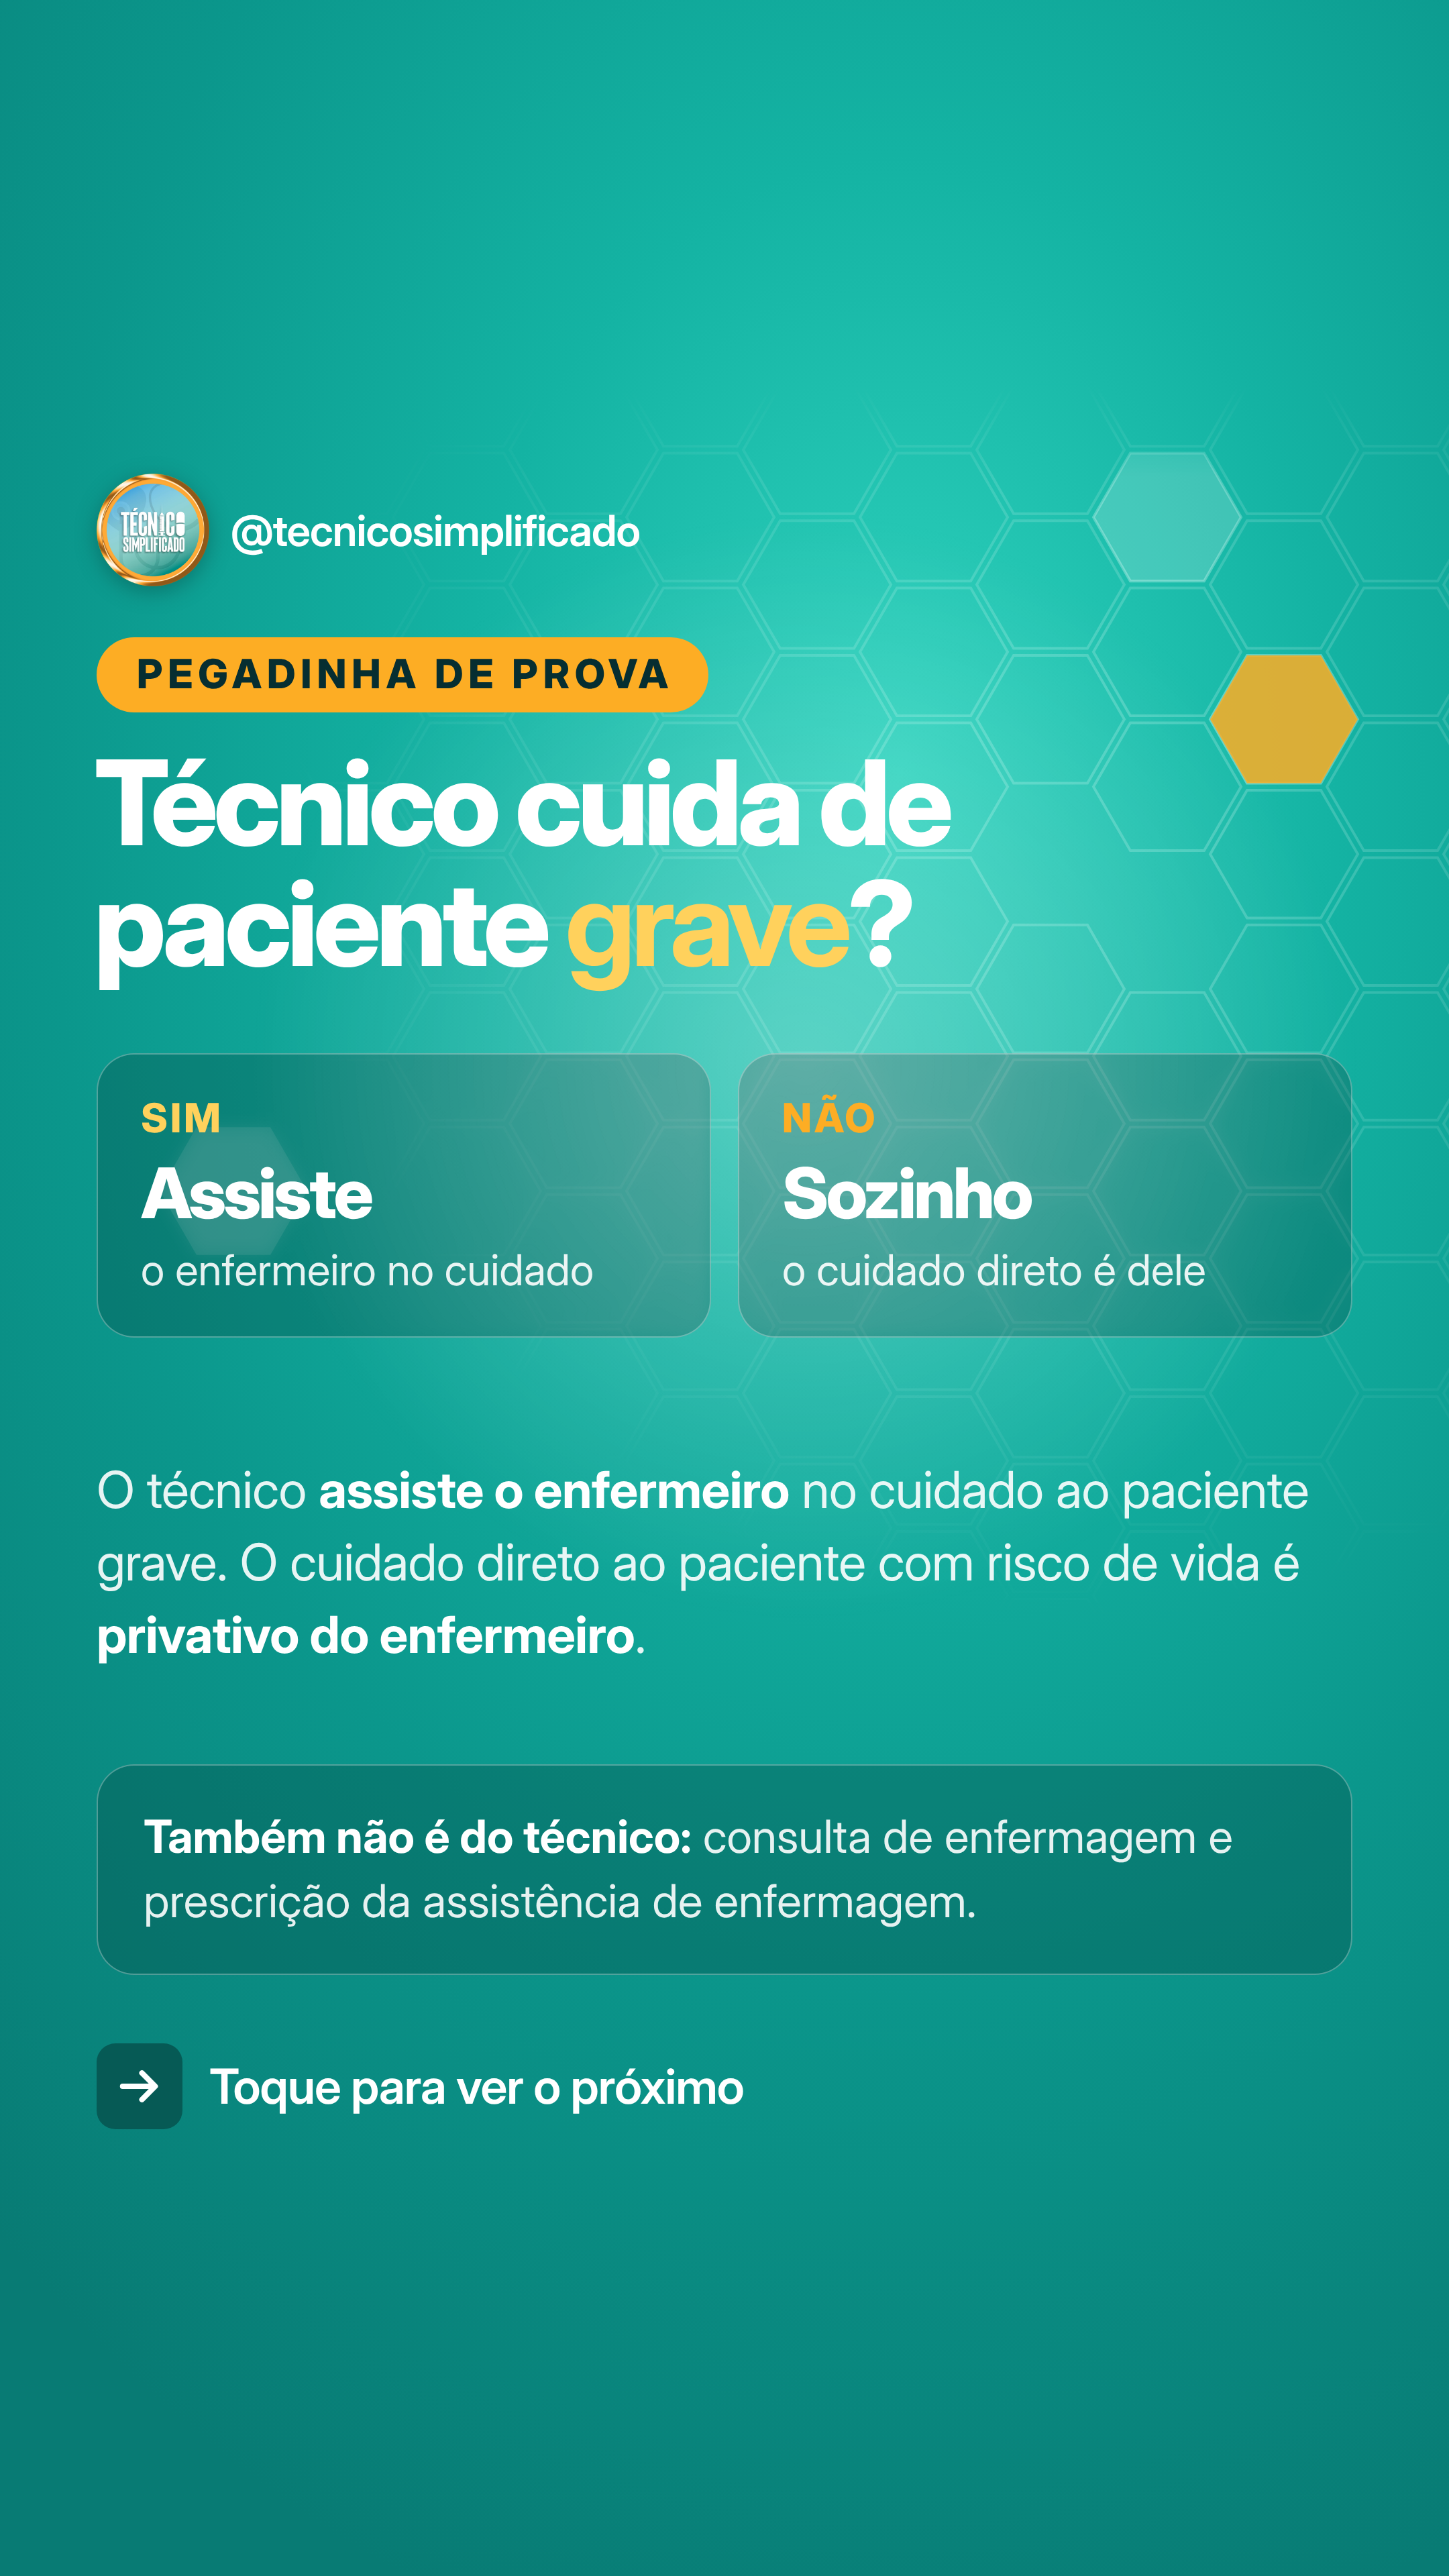 TÉCNICO
SIMPLIFICADO
@tecnicosimplificado
PEGADINHA DE PROVA
Técnico cuida de
paciente grave?
SIM
Assiste
o enfermeiro no cuidado
NÃO
Sozinho
o cuidado direto é dele
O técnico assiste o enfermeiro no cuidado ao paciente
grave. O cuidado direto ao paciente com risco de vida é
privativo do enfermeiro.
Também não é do técnico: consulta de enfermagem e
prescrição da assistência de enfermagem.
Toque para ver o próximo